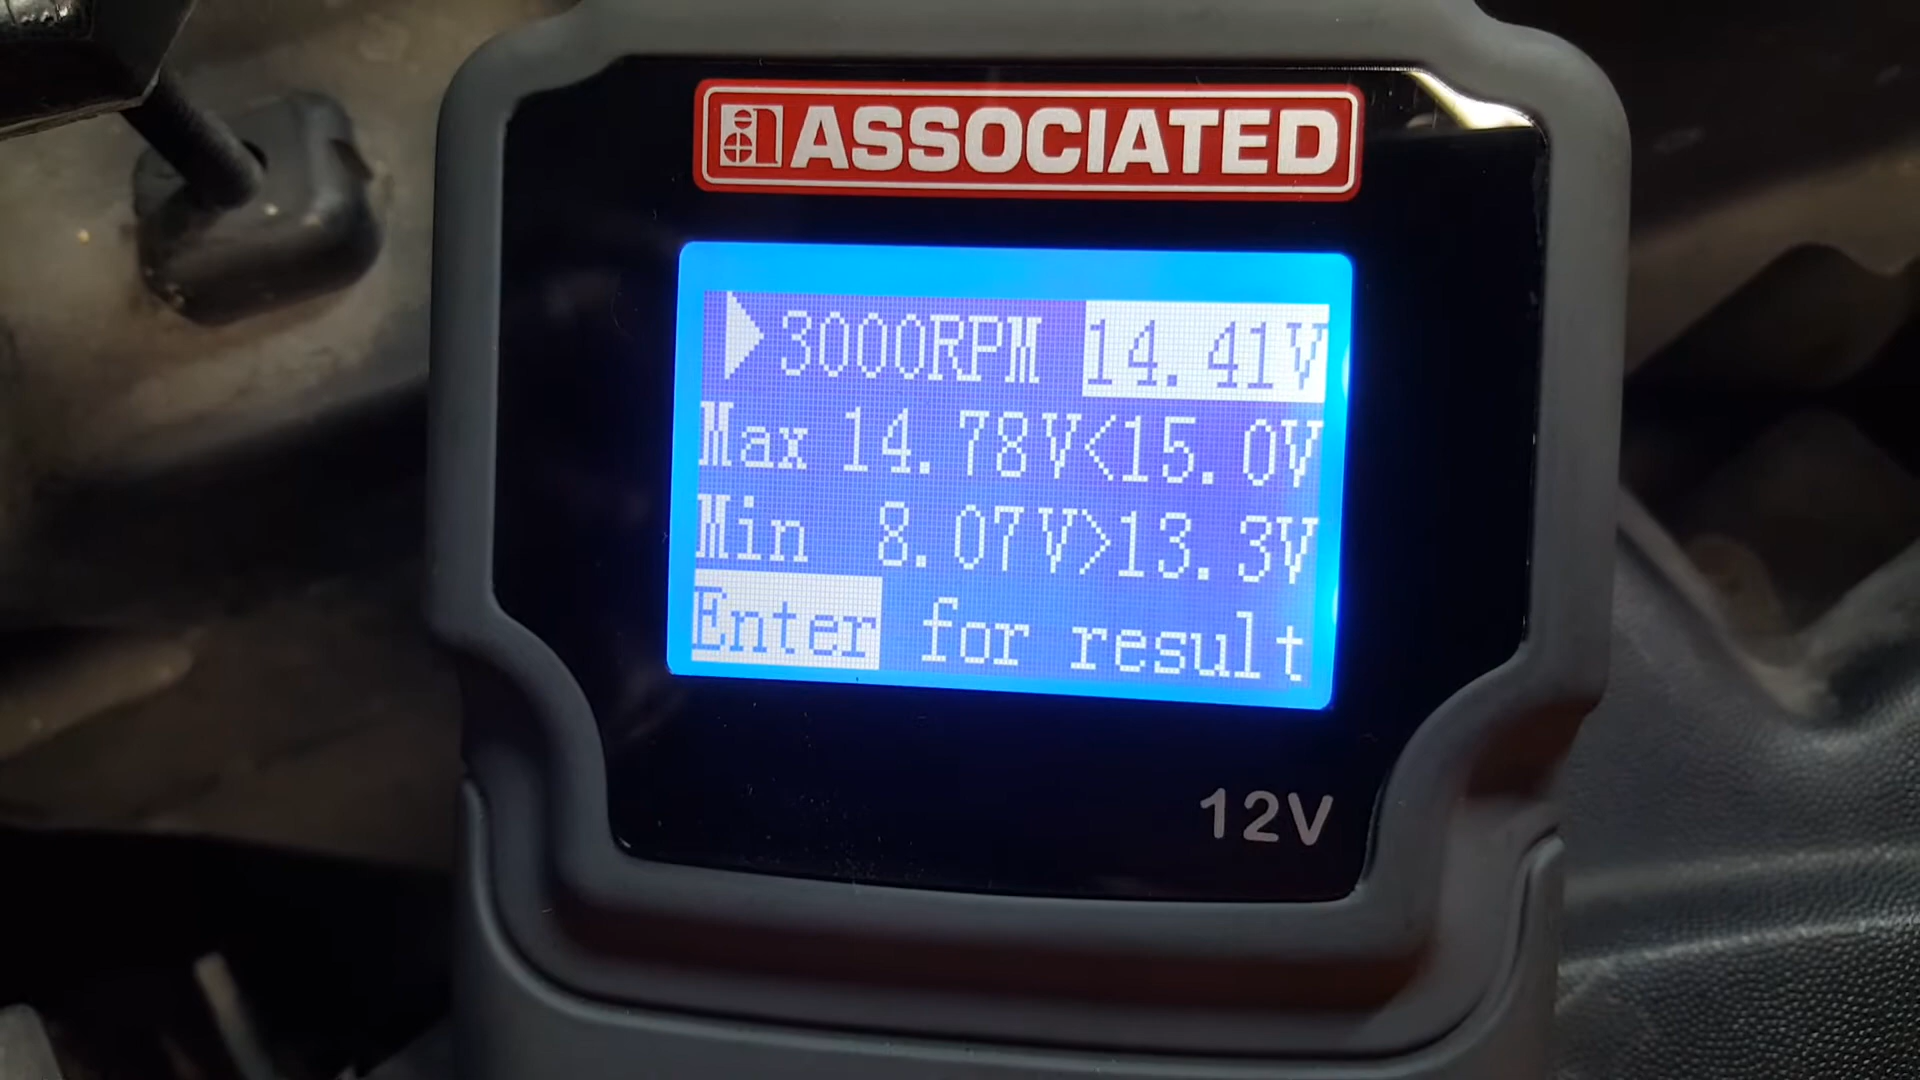 ASSOCIATED
3000RPM 14.41V
Max 14.78V<15.0V
Min 8.07V>13.3V
Enter for result
12V